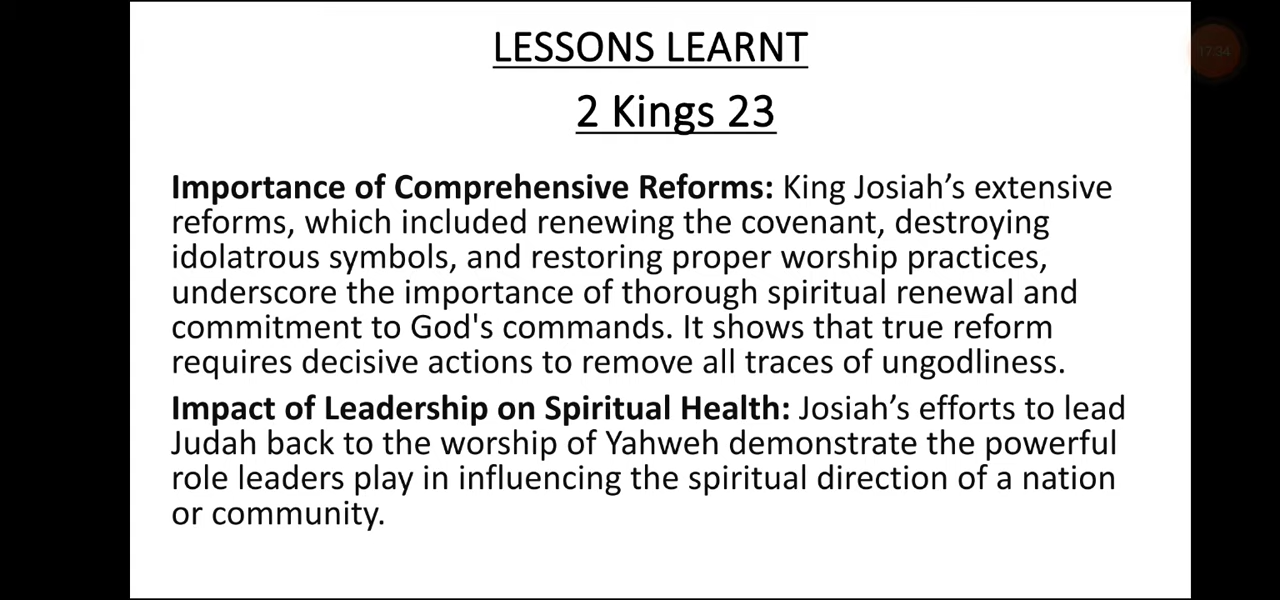 LESSONS LEARNT
17:34
2 Kings 23
Importance of Comprehensive Reforms: King Josiah’s extensive
reforms, which included renewing the covenant, destroying
idolatrous symbols, and restoring proper worship practices,
underscore the importance of thorough spiritual renewal and
commitment to God's commands. It shows that true reform
requires decisive actions to remove all traces of ungodliness.
Impact of Leadership on Spiritual Health: Josiah’s efforts to lead
Judah back to the worship of Yahweh demonstrate the powerful
role leaders play in influencing the spiritual direction of a nation
or community.